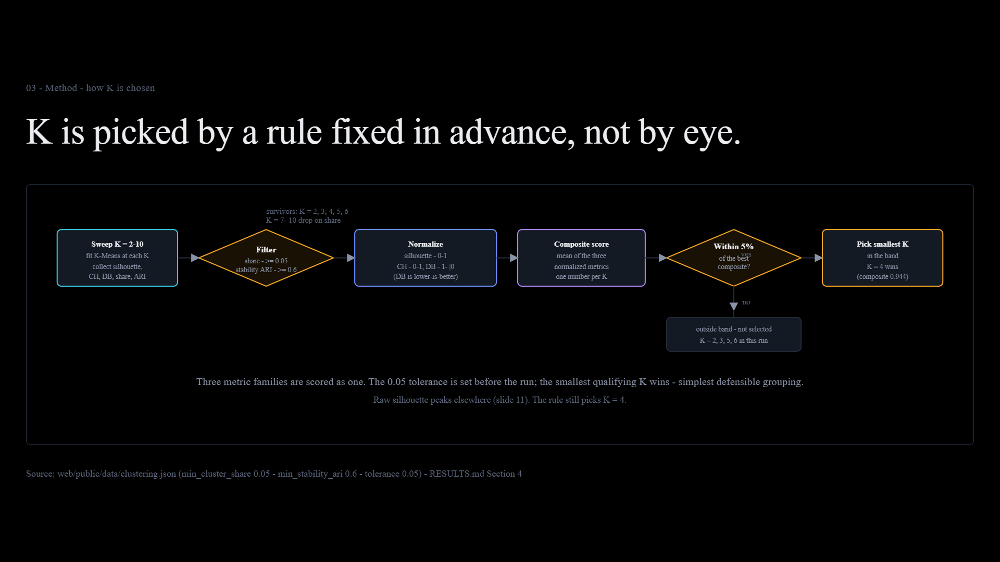 03 - Method - how K is chosen
K is picked by a rule fixed in advance, not by eye.
survivors: K = 2, 3, 4, 5, 6
K = 7- 10 drop on share
Sweep K = 2-10
fit K-Means at each K
collect silhouette,
CH, DB, share, ARI
Filter
share - >= 0.05
stability ARI - >= 0.6
Normalize
silhouette - 0-1
CH - 0-1, DB - 1- |0
(DB is lower-is-better)
Composite score
mean of the three
normalized metrics
one number per K
Within 5%
of the best
composite?
yes
Pick smallest K
in the band
K = 4 wins
(composite 0.944)
no
outside band - not selected
K = 2, 3, 5, 6 in this run
Three metric families are scored as one. The 0.05 tolerance is set before the run; the smallest qualifying K wins - simplest defensible grouping.
Raw silhouette peaks elsewhere (slide 11). The rule still picks K = 4.
Source: web/public/data/clustering.json (min_cluster_share 0.05 - min_stability_ari 0.6 - tolerance 0.05) - RESULTS.md Section 4